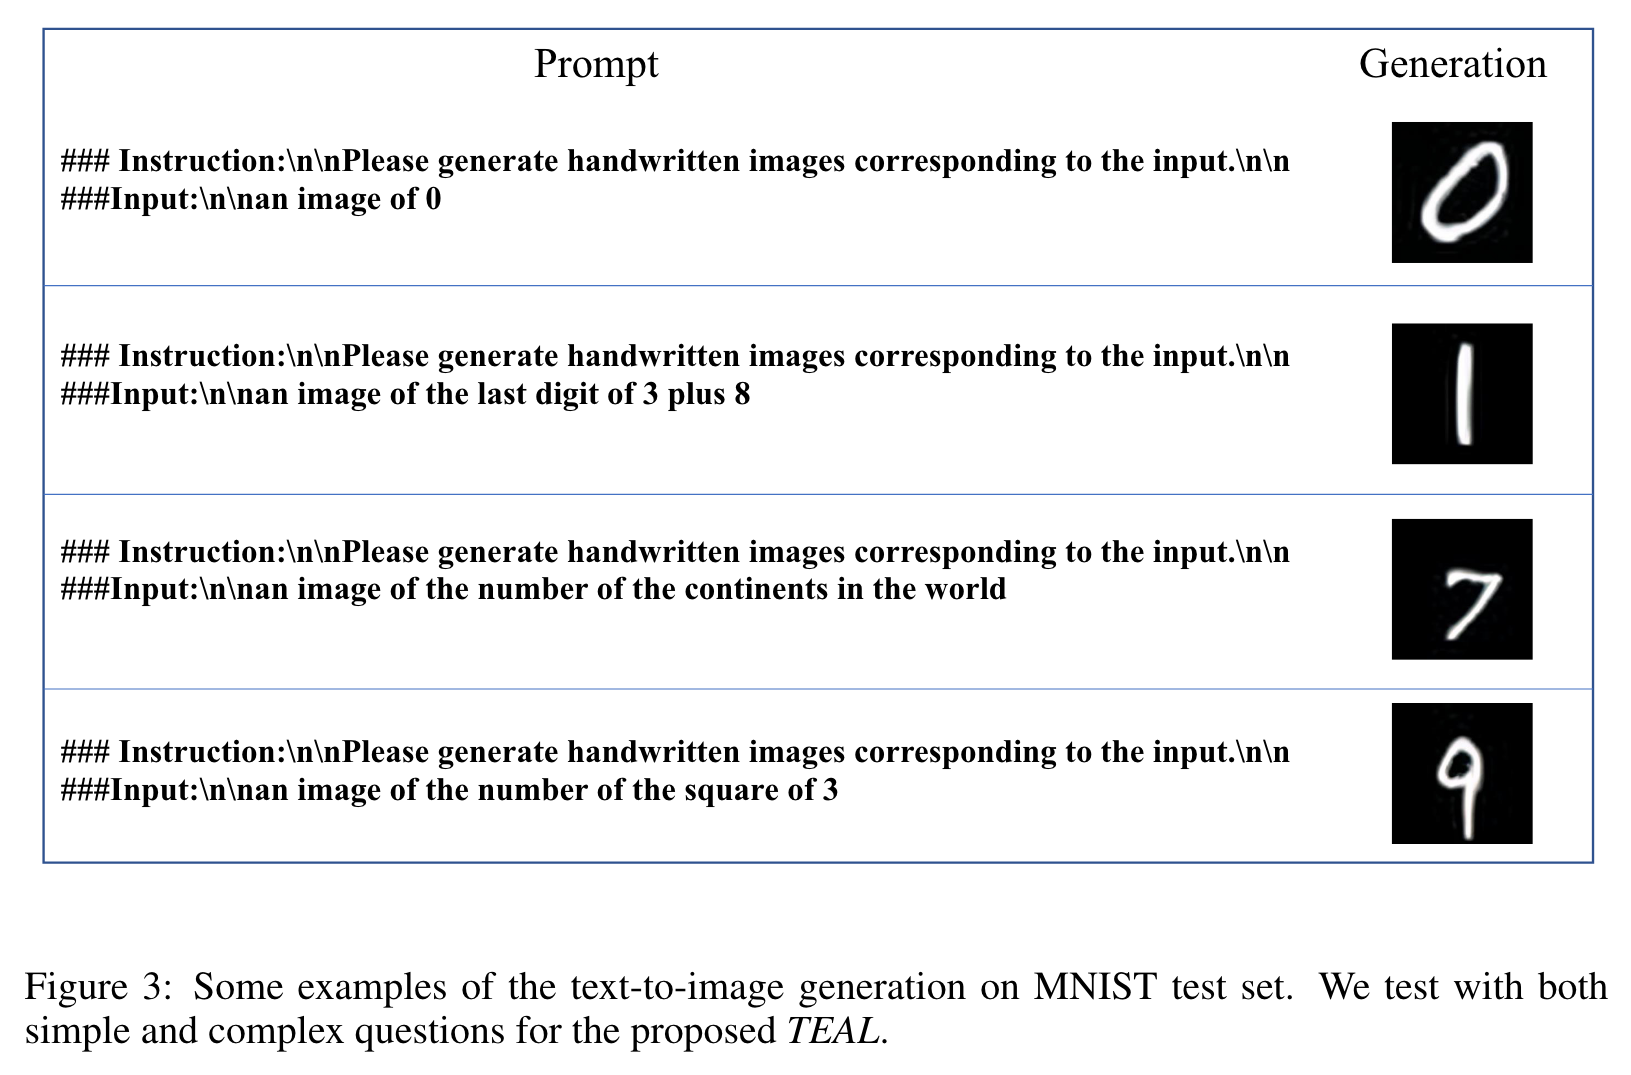 Prompt Generation
### Instruction:\n\nPlease generate handwritten images corresponding to the input.\n\n
###Input:\n\nan image of 0
0
### Instruction:\n\nPlease generate handwritten images corresponding to the input.\n\n
###Input:\n\nan image of the last digit of 3 plus 8
1
### Instruction:\n\nPlease generate handwritten images corresponding to the input.\n\n
###Input:\n\nan image of the number of the continents in the world
7
### Instruction:\n\nPlease generate handwritten images corresponding to the input.\n\n
###Input:\n\nan image of the number of the square of 3
9
Figure 3: Some examples of the text-to-image generation on MNIST test set. We test with both
simple and complex questions for the proposed TEAL.